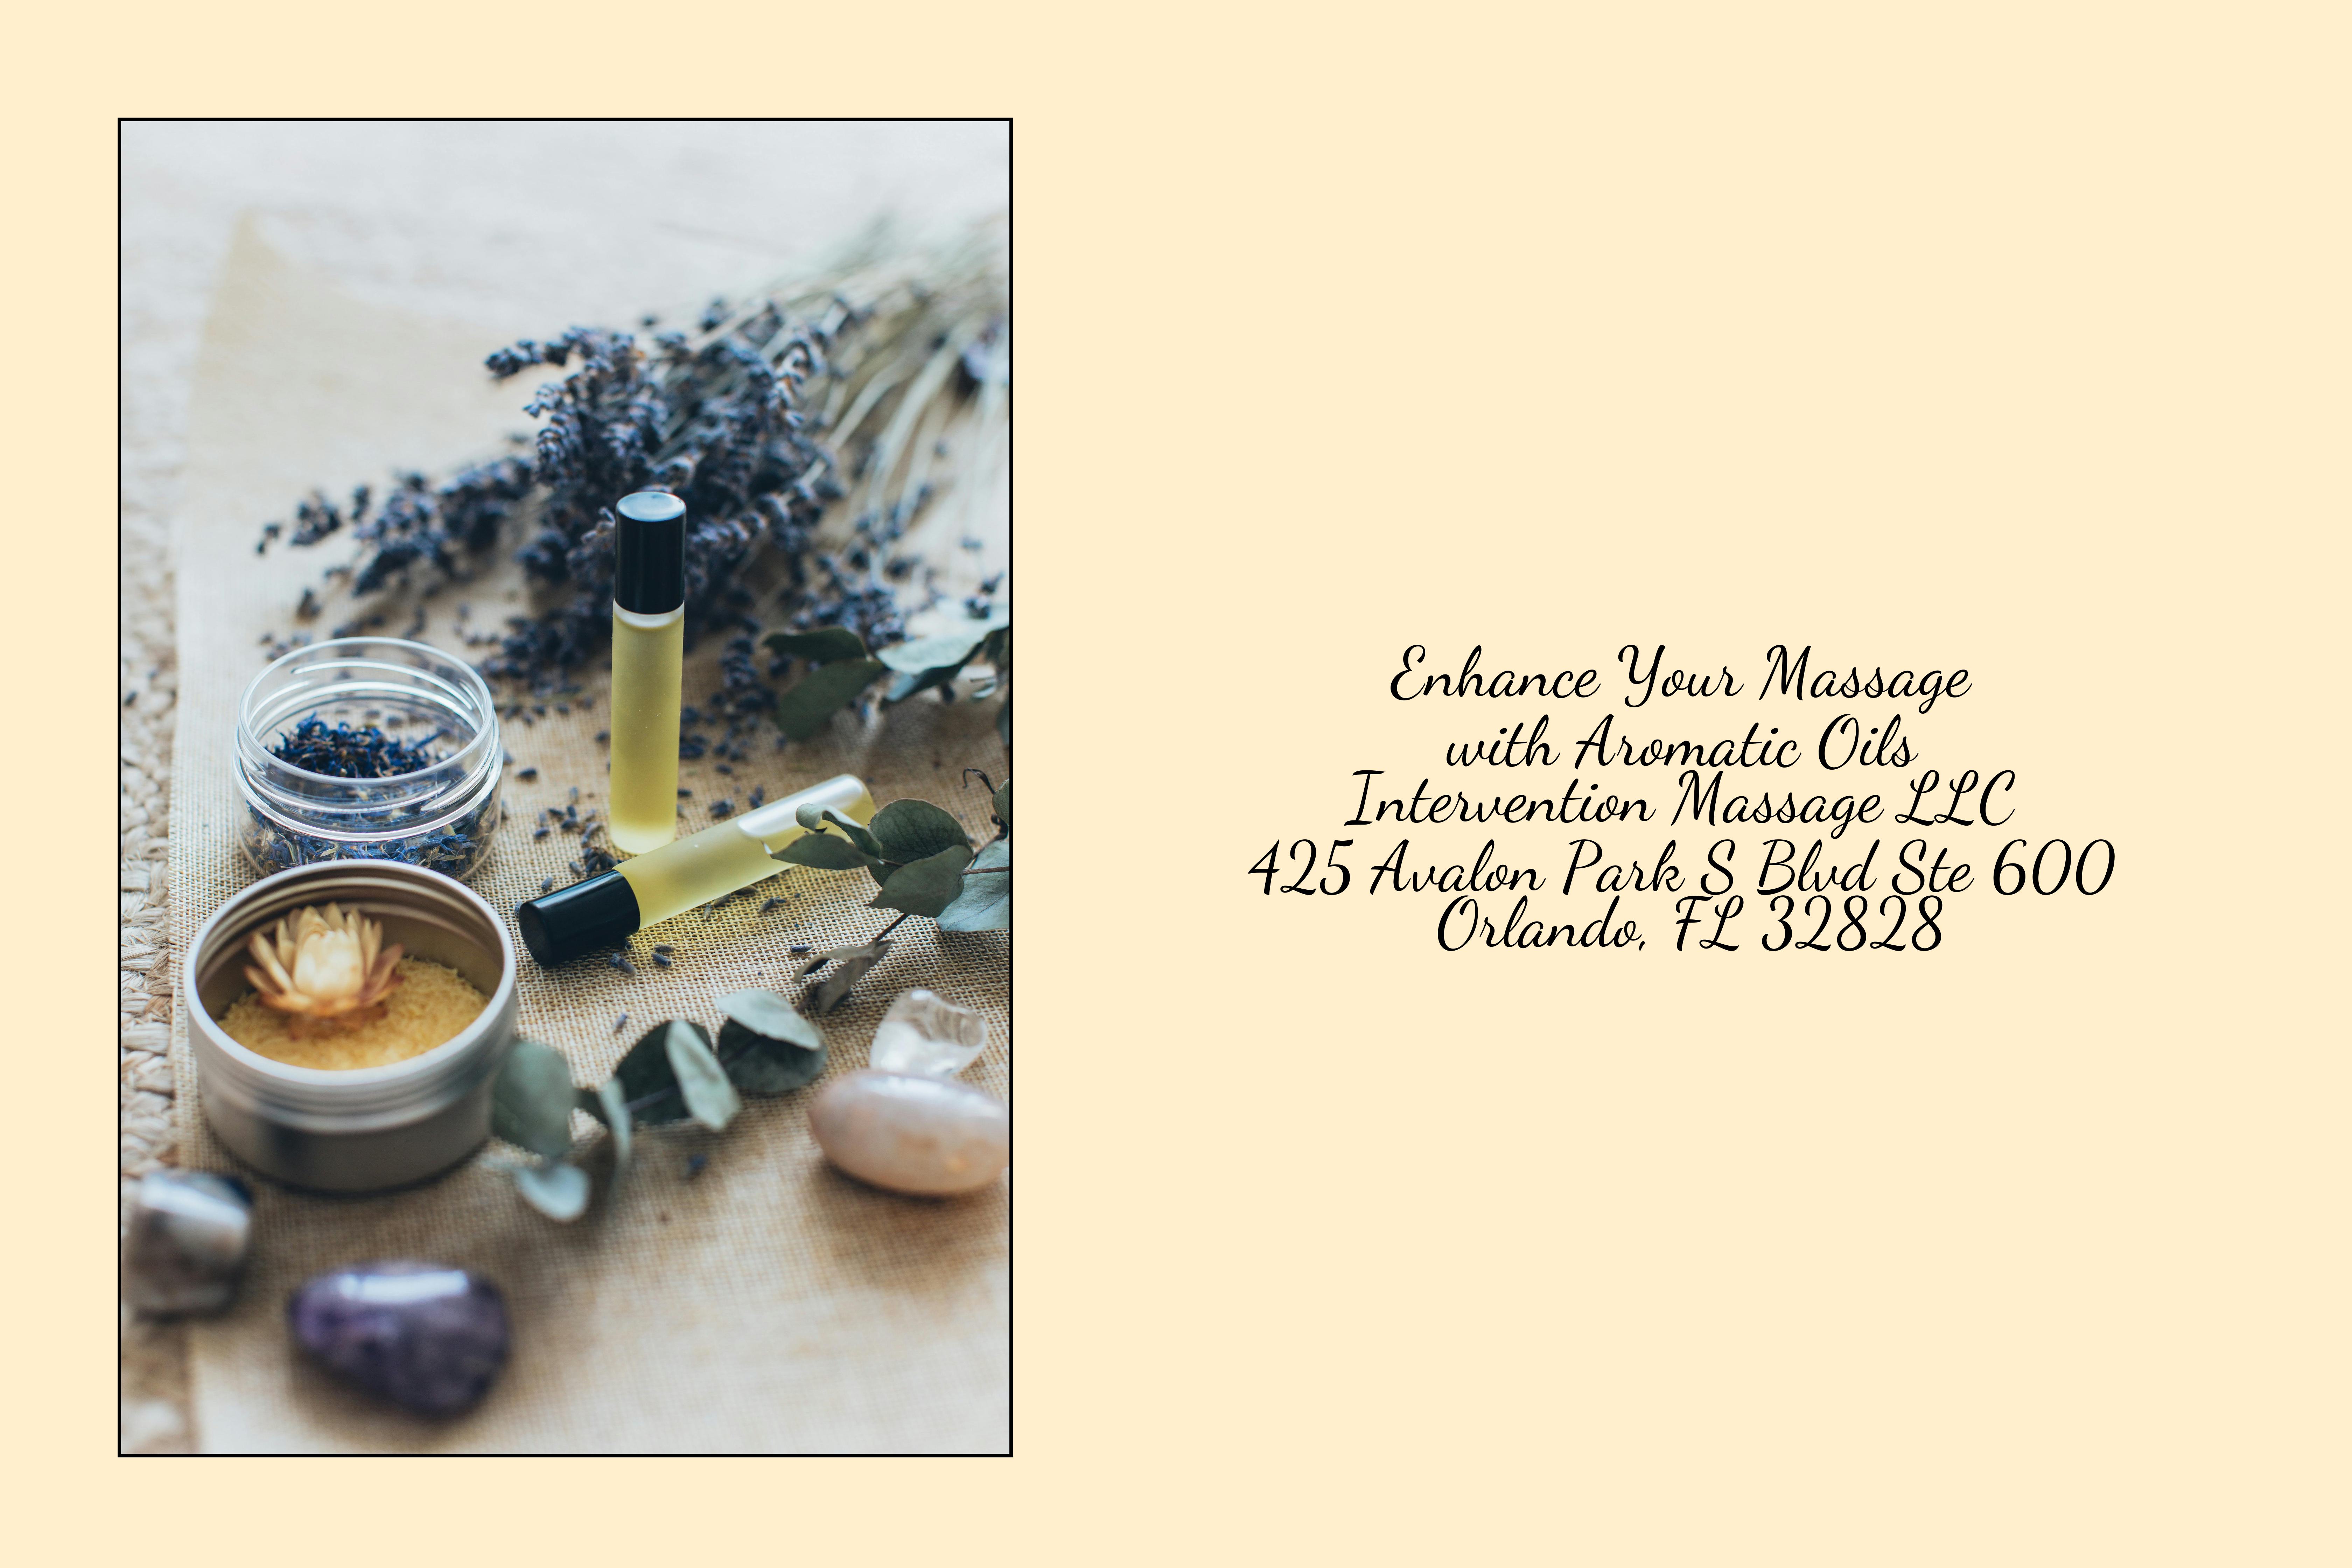 Enhance Your Massage
with Aromatic Oils
Intervention Massage LLC
425 Avalon Park S Blvd Ste 600
Orlando, FL 32828